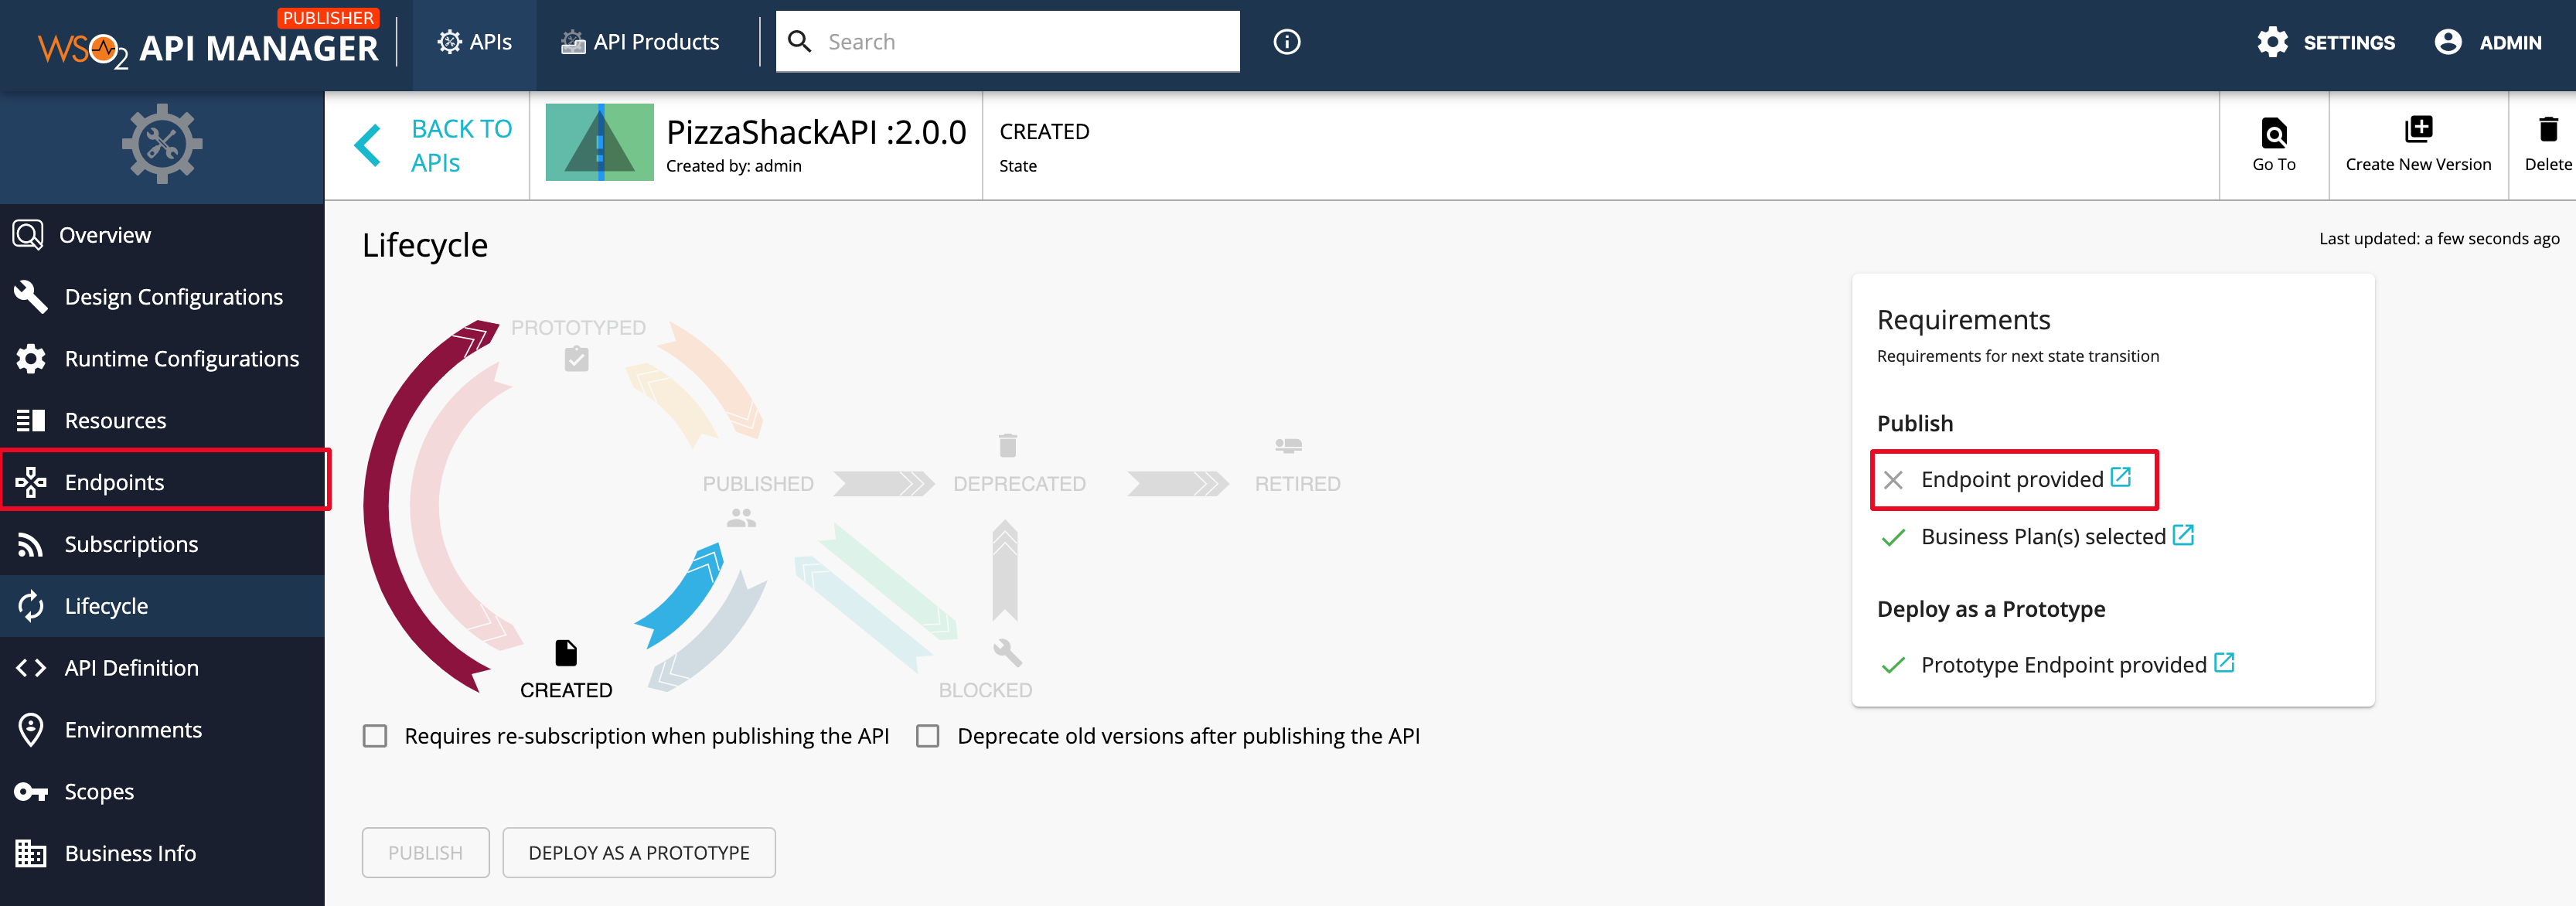 PUBLISHER
WSO2 API MANAGER
APIs
API Products
Search
SETTINGS
ADMIN
BACK TO
APIs
PizzaShackAPI :2.0.0
Created by: admin
CREATED
State
Go To
Create New Version
Delete
Overview
Design Configurations
Runtime Configurations
Resources
Endpoints
Subscriptions
Lifecycle
API Definition
Environments
Scopes
Business Info
Lifecycle
Last updated: a few seconds ago
PROTOTYPED
PUBLISHED
DEPRECATED
RETIRED
CREATED
BLOCKED
Requires re-subscription when publishing the API
Deprecate old versions after publishing the API
PUBLISH
DEPLOY AS A PROTOTYPE
Requirements
Requirements for next state transition
Publish
Endpoint provided
Business Plan(s) selected
Deploy as a Prototype
Prototype Endpoint provided